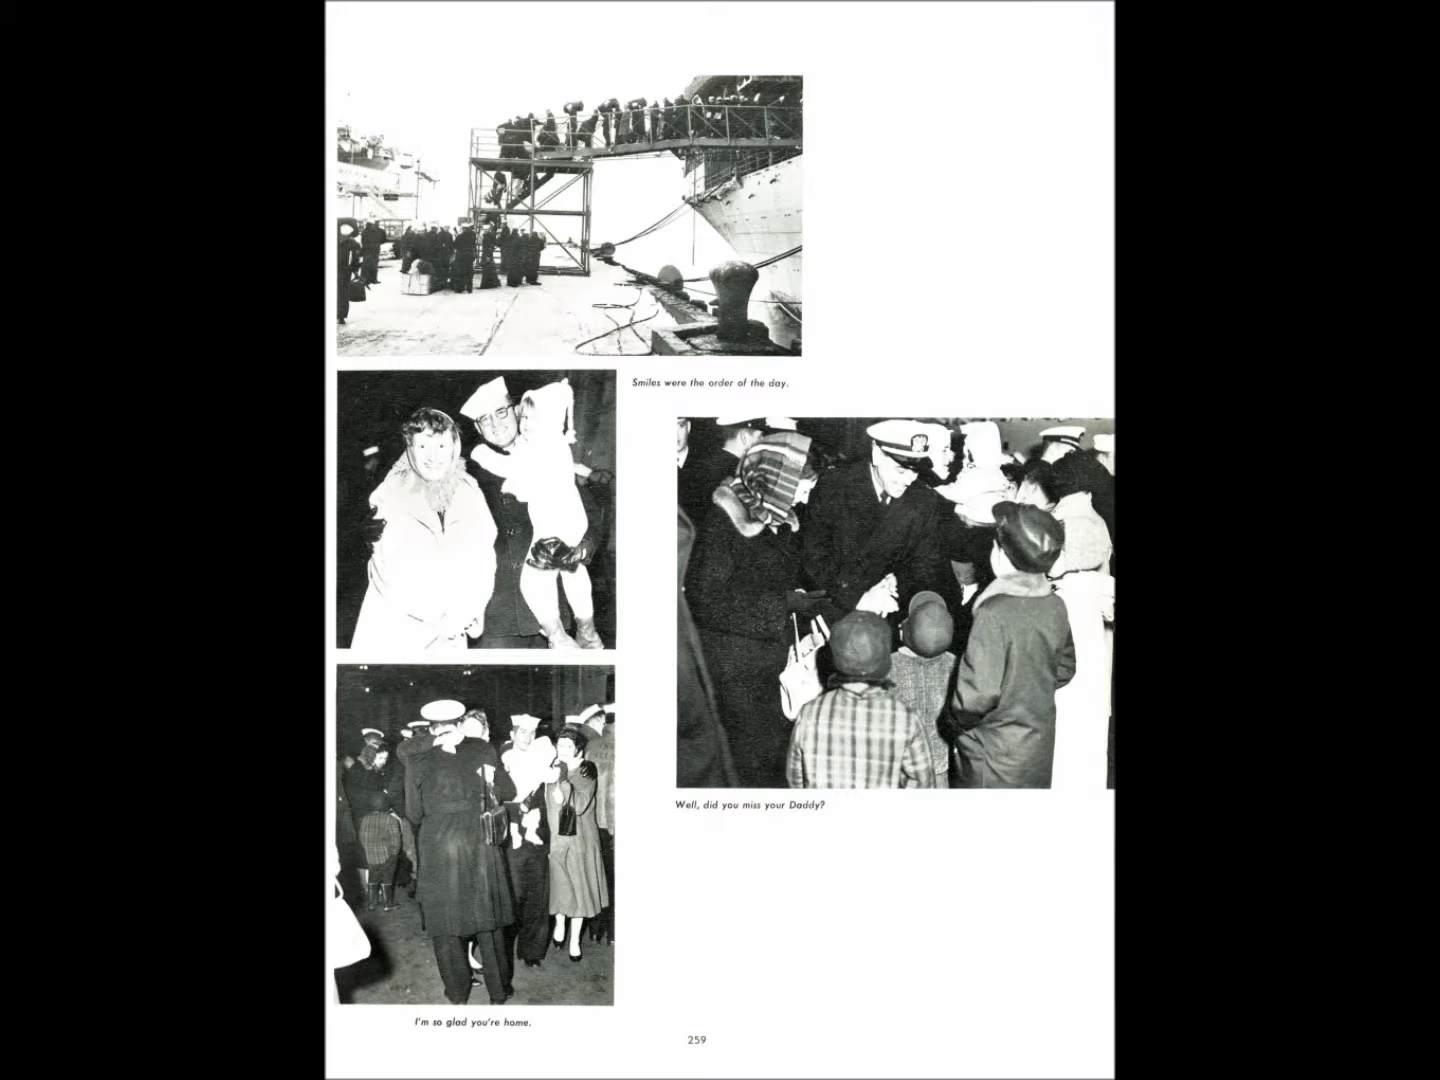 Smiles were the order of the day.
Well, did you miss your Daddy?
I'm so glad you're home.
259